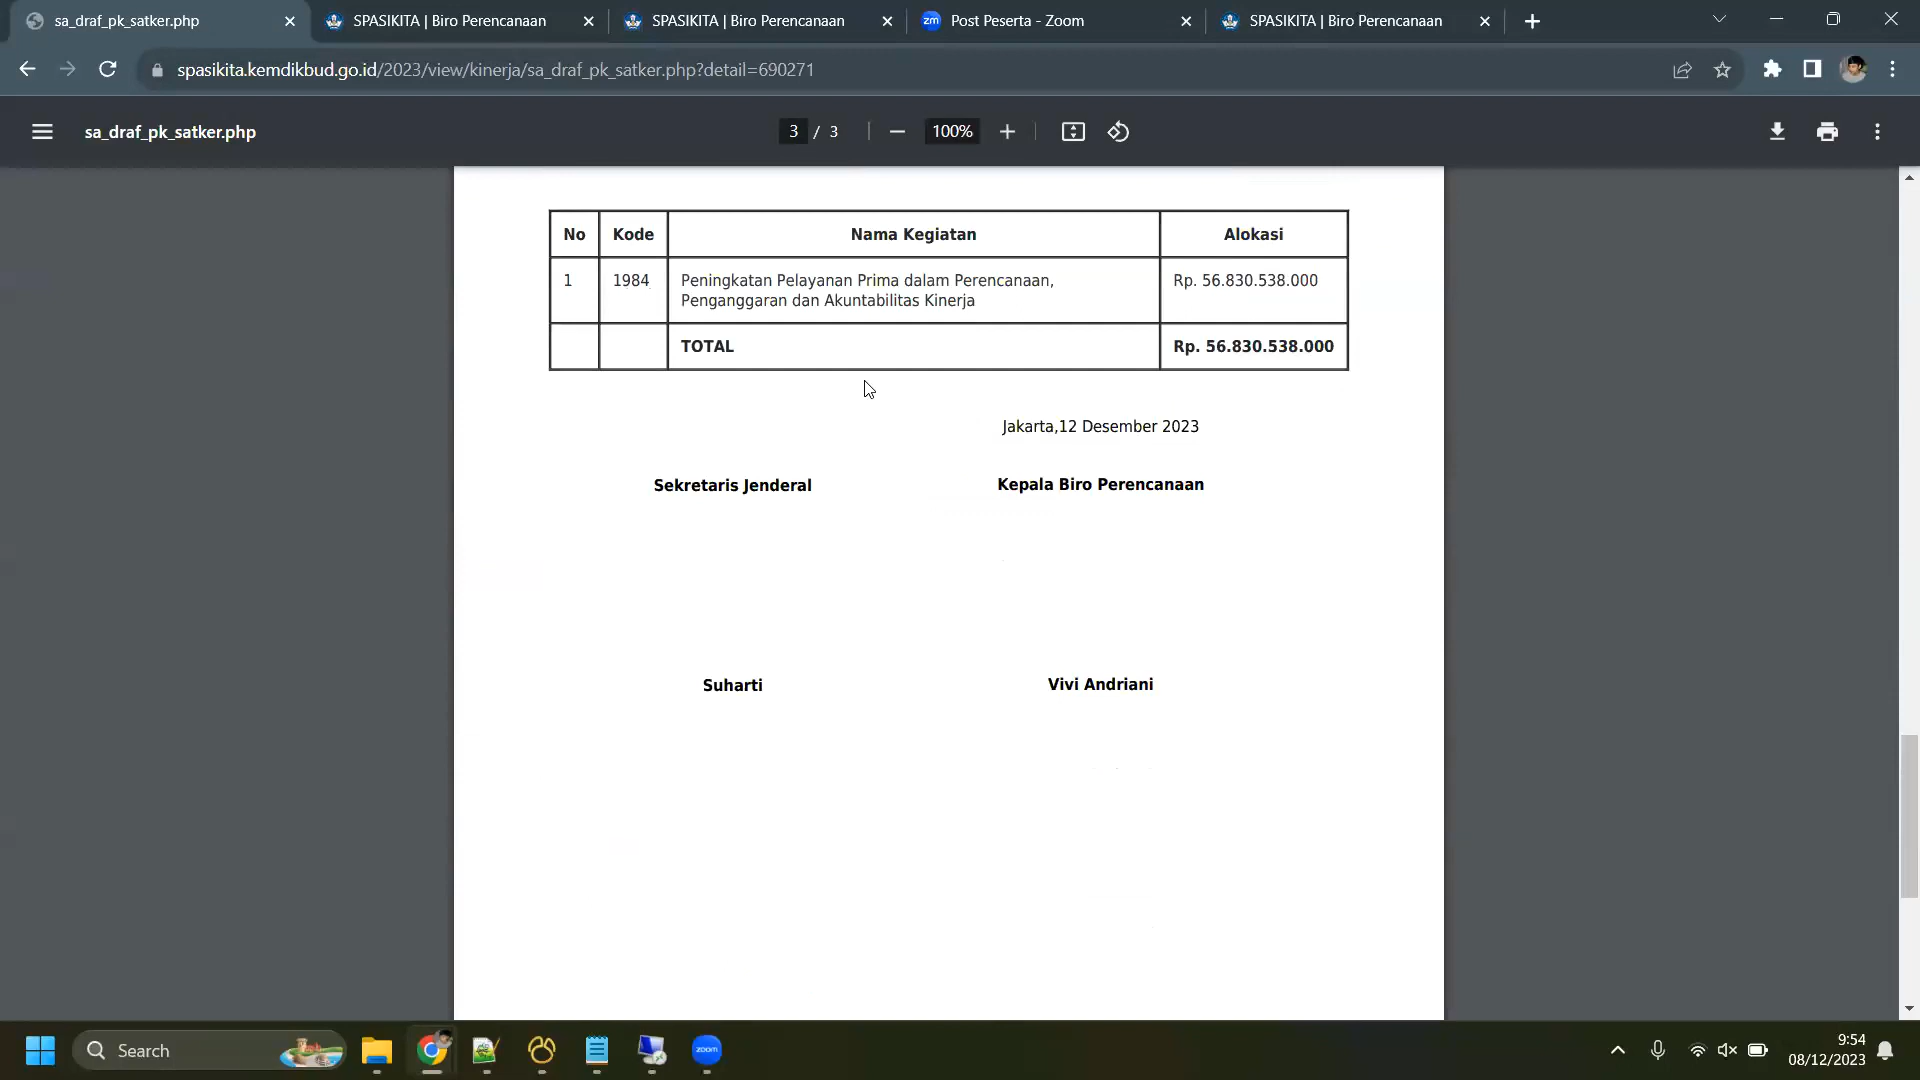 sa_draf_pk_satker.php
SPASIKITA | Biro Perencanaan
SPASIKITA | Biro Perencanaan
zm
Post Peserta - Zoom
SPASIKITA | Biro Perencanaan
spasikita.kemdikbud.go.id/2023/view/kinerja/sa_draf_pk_satker.php?detail=690271
sa_draf_pk_satker.php
3 / 3
100%
No Kode Nama Kegiatan Alokasi
1 1984 Peningkatan Pelayanan Prima dalam Perencanaan, Rp. 56.830.538.000
Penganggaran dan Akuntabilitas Kinerja
TOTAL Rp. 56.830.538.000
Jakarta,12 Desember 2023
Sekretaris Jenderal Kepala Biro Perencanaan
Suharti Vivi Andriani
Search
zoom
9:54
08/12/2023